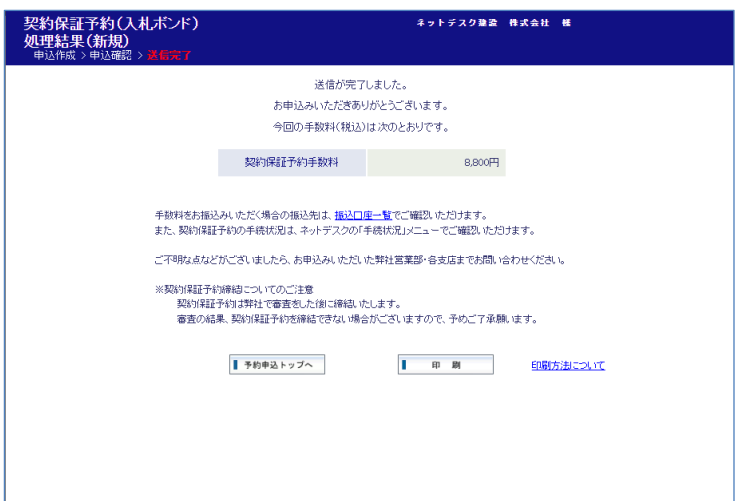 契約保証予約(入札ボンド)
ネットデスク建設 株式会社 様
処理結果(新規)
申込作成 > 申込確認 > 送信完了
送信が完了しました。
お申込みいただきありがとうございます。
今回の手数料(税込)は次のとおりです。
契約保証予約手数料 8,800円
手数料をお振込みいただく場合の振込先は、振込口座一覧でご確認いただけます。
また、契約保証予約の手続状況は、ネットデスクの「手続状況」メニューでご確認いただけます。
ご不明な点などがございましたら、お申込みいただいた弊社営業部・各支店までお問い合わせください。
※契約保証予約締結についてのご注意
契約保証予約は弊社で審査をした後に締結いたします。
審査の結果、契約保証予約を締結できない場合がございますので、予めご了承願います。
予約申込トップへ
印 刷
印刷方法について